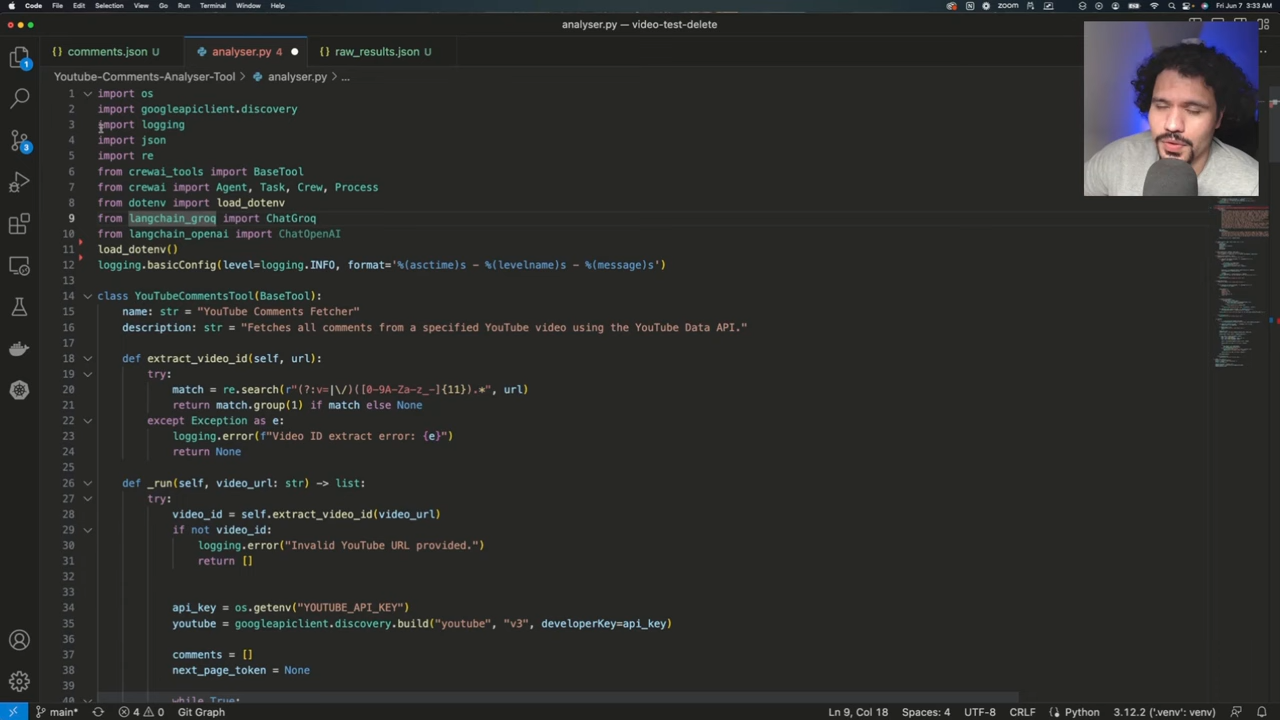 Code File Edit Selection View Go Run Terminal Window Help zoom Fri Jun 7 3:33 AM
analyser.py — video-test-delete
comments.json U analyser.py 4 raw_results.json U
Youtube-Comments-Analyser-Tool > analyser.py > ...
1 import os
2 import googleapiclient.discovery
3 import logging
4 import json
5 import re
6 from crewai_tools import BaseTool
7 from crewai import Agent, Task, Crew, Process
8 from dotenv import load_dotenv
9 from langchain_groq import ChatGroq
10 from langchain_openai import ChatOpenAI
11 load_dotenv()
12 logging.basicConfig(level=logging.INFO, format='%(asctime)s - %(levelname)s - %(message)s')
13
14 class YouTubeCommentsTool(BaseTool):
15 name: str = "YouTube Comments Fetcher"
16 description: str = "Fetches all comments from a specified YouTube video using the YouTube Data API."
17
18 def extract_video_id(self, url):
19 try:
20 match = re.search(r"(?:v=|\/)([0-9A-Za-z_-]{11}).*", url)
21 return match.group(1) if match else None
22 except Exception as e:
23 logging.error(f"Video ID extract error: {e}")
24 return None
25
26 def _run(self, video_url: str) -> list:
27 try:
28 video_id = self.extract_video_id(video_url)
29 if not video_id:
30 logging.error("Invalid YouTube URL provided.")
31 return []
32
33
34 api_key = os.getenv("YOUTUBE_API_KEY")
35 youtube = googleapiclient.discovery.build("youtube", "v3", developerKey=api_key)
36
37 comments = []
38 next_page_token = None
39
40 while True:
main* 4 0 Git Graph Ln 9, Col 18 Spaces: 4 UTF-8 CRLF Python 3.12.2 ('.venv': venv)